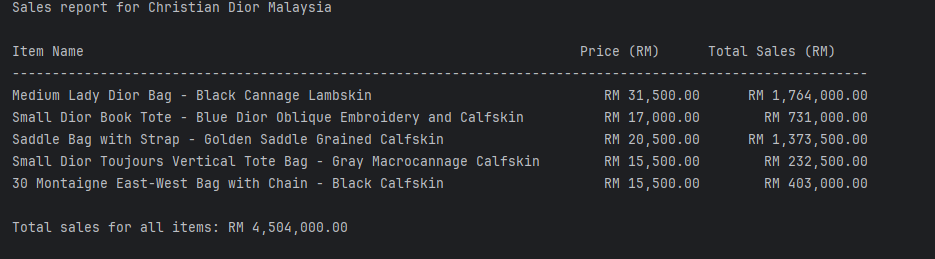 Sales report for Christian Dior Malaysia
Item Name Price (RM) Total Sales (RM)
-----------------------------------------------------------------------------------------------------------
Medium Lady Dior Bag - Black Cannage Lambskin RM 31,500.00 RM 1,764,000.00
Small Dior Book Tote - Blue Dior Oblique Embroidery and Calfskin RM 17,000.00 RM 731,000.00
Saddle Bag with Strap - Golden Saddle Grained Calfskin RM 20,500.00 RM 1,373,500.00
Small Dior Toujours Vertical Tote Bag - Gray Macrocannage Calfskin RM 15,500.00 RM 232,500.00
30 Montaigne East-West Bag with Chain - Black Calfskin RM 15,500.00 RM 403,000.00
Total sales for all items: RM 4,504,000.00